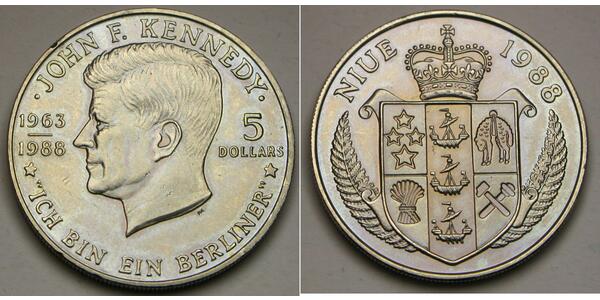 · JOHN F. KENNEDY ·
1963
1988
5
DOLLARS
"ICH BIN EIN BERLINER"
NIUE 1988